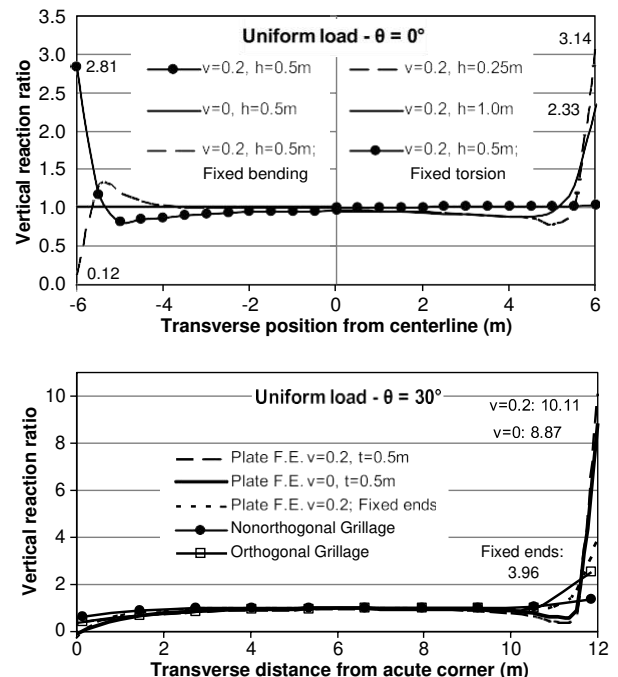 Uniform load - θ = 0°
Vertical reaction ratio
3.5
3.0
2.5
2.0
1.5
1.0
0.5
0.0
2.81
0.12
3.14
2.33
v=0.2, h=0.5m
v=0, h=0.5m
v=0.2, h=0.5m;
Fixed bending
v=0.2, h=0.25m
v=0.2, h=1.0m
v=0.2, h=0.5m;
Fixed torsion
-6 -4 -2 0 2 4 6
Transverse position from centerline (m)
Uniform load - θ = 30°
Vertical reaction ratio
10
8
6
4
2
0
v=0.2: 10.11
v=0: 8.87
Plate F.E. v=0.2, t=0.5m
Plate F.E. v=0, t=0.5m
Plate F.E. v=0.2; Fixed ends
Nonorthogonal Grillage
Orthogonal Grillage
Fixed ends:
3.96
0 2 4 6 8 10 12
Transverse distance from acute corner (m)